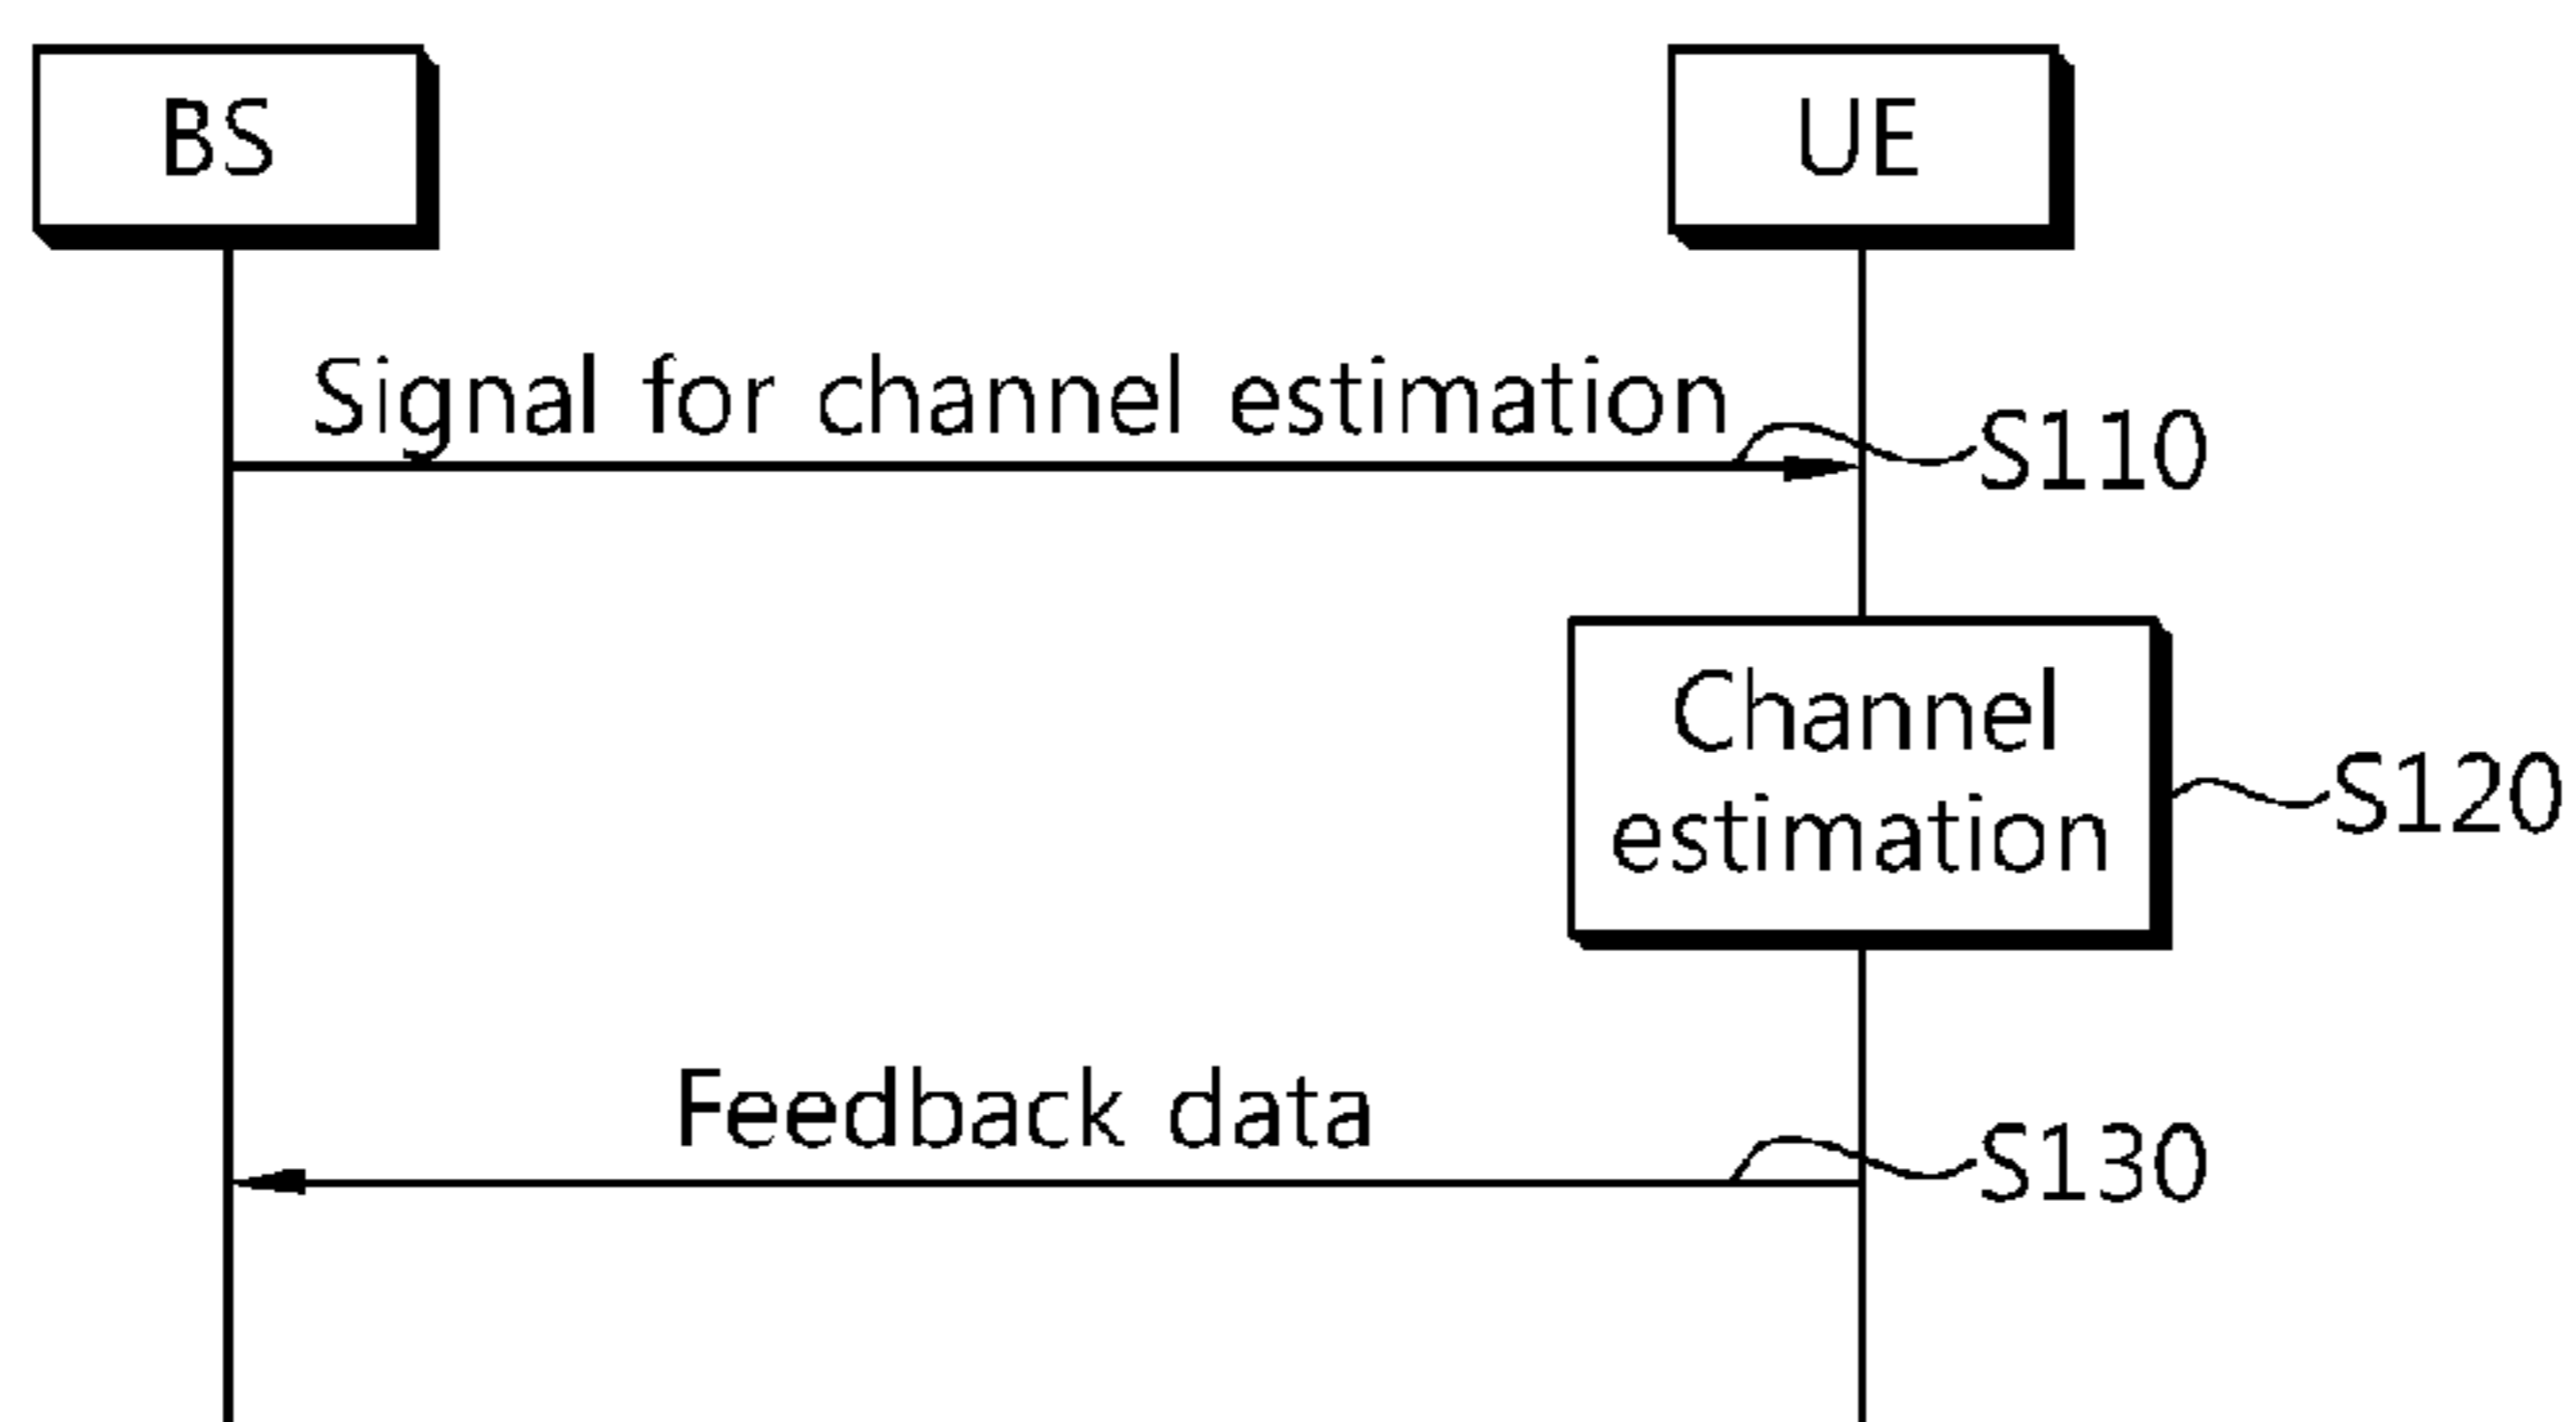 BS
UE
Signal for channel estimation
S110
Channel
estimation
S120
Feedback data
S130